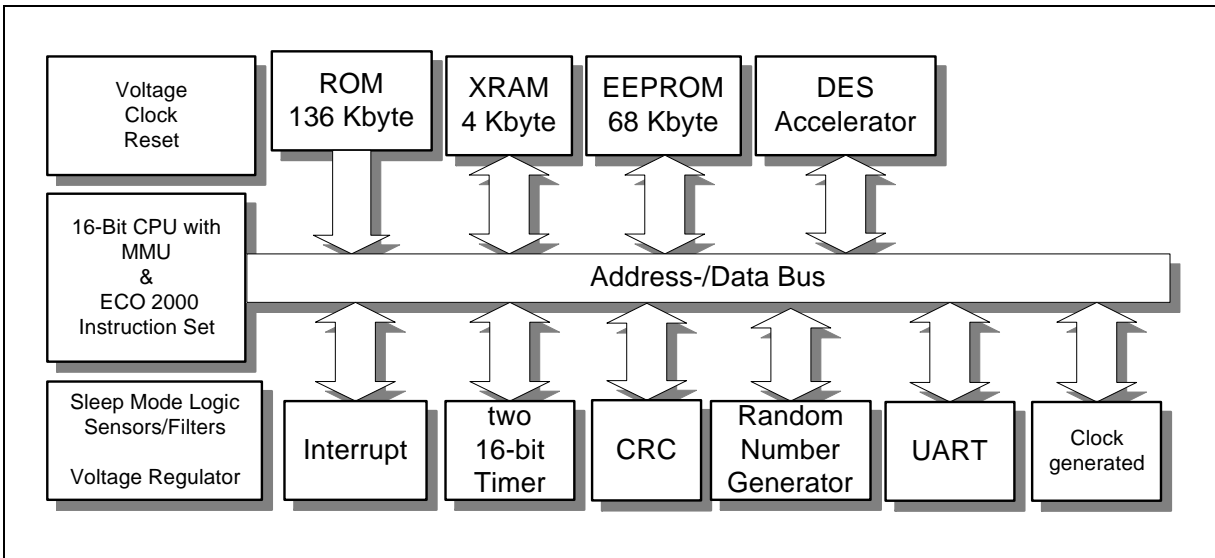 Voltage
Clock
Reset
ROM
136 Kbyte
XRAM
4 Kbyte
EEPROM
68 Kbyte
DES
Accelerator
16-Bit CPU with
MMU
&
ECO 2000
Instruction Set
Address-/Data Bus
Sleep Mode Logic
Sensors/Filters
Voltage Regulator
Interrupt
two
16-bit
Timer
CRC
Random
Number
Generator
UART
Clock
generated